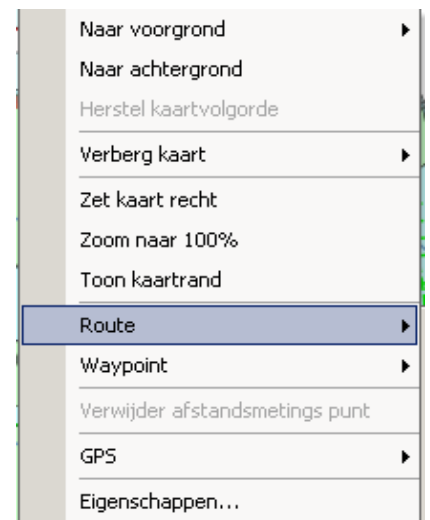 Naar voorgrond
Naar achtergrond
Herstel kaartvolgorde
Verberg kaart
Zet kaart recht
Zoom naar 100%
Toon kaartrand
Route
Waypoint
Verwijder afstandsmetings punt
GPS
Eigenschappen...